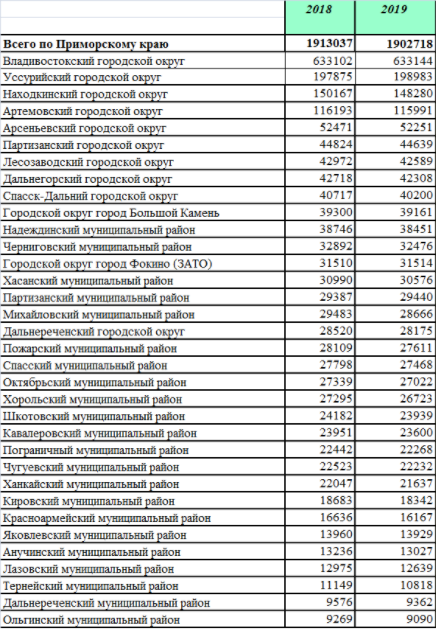 2018 2019
Всего по Приморскому краю 1913037 1902718
Владивостокский городской округ 633102 633144
Уссурийский городской округ 197875 198983
Находкинский городской округ 150167 148280
Артемовский городской округ 116193 115991
Арсеньевский городской округ 52471 52251
Партизанский городской округ 44824 44639
Лесозаводский городской округ 42972 42589
Дальнегорский городской округ 42718 42308
Спасск-Дальний городской округ 40717 40200
Городской округ город Большой Камень 39300 39161
Надеждинский муниципальный район 38746 38451
Черниговский муниципальный район 32892 32476
Городской округ город Фокино (ЗАТО) 31510 31514
Хасанский муниципальный район 30990 30576
Партизанский муниципальный район 29387 29440
Михайловский муниципальный район 29483 28666
Дальнереченский городской округ 28520 28175
Пожарский муниципальный район 28109 27611
Спасский муниципальный район 27798 27468
Октябрьский муниципальный район 27339 27022
Хорольский муниципальный район 27295 26723
Шкотовский муниципальный район 24182 23939
Кавалеровский муниципальный район 23951 23600
Пограничный муниципальный район 22442 22268
Чугуевский муниципальный район 22523 22232
Ханкайский муниципальный район 22047 21637
Кировский муниципальный район 18683 18342
Красноармейский муниципальный район 16636 16167
Яковлевский муниципальный район 13960 13929
Анучинский муниципальный район 13236 13027
Лазовский муниципальный район 12975 12639
Тернейский муниципальный район 11149 10818
Дальнереченский муниципальный район 9576 9362
Ольгинский муниципальный район 9269 9090